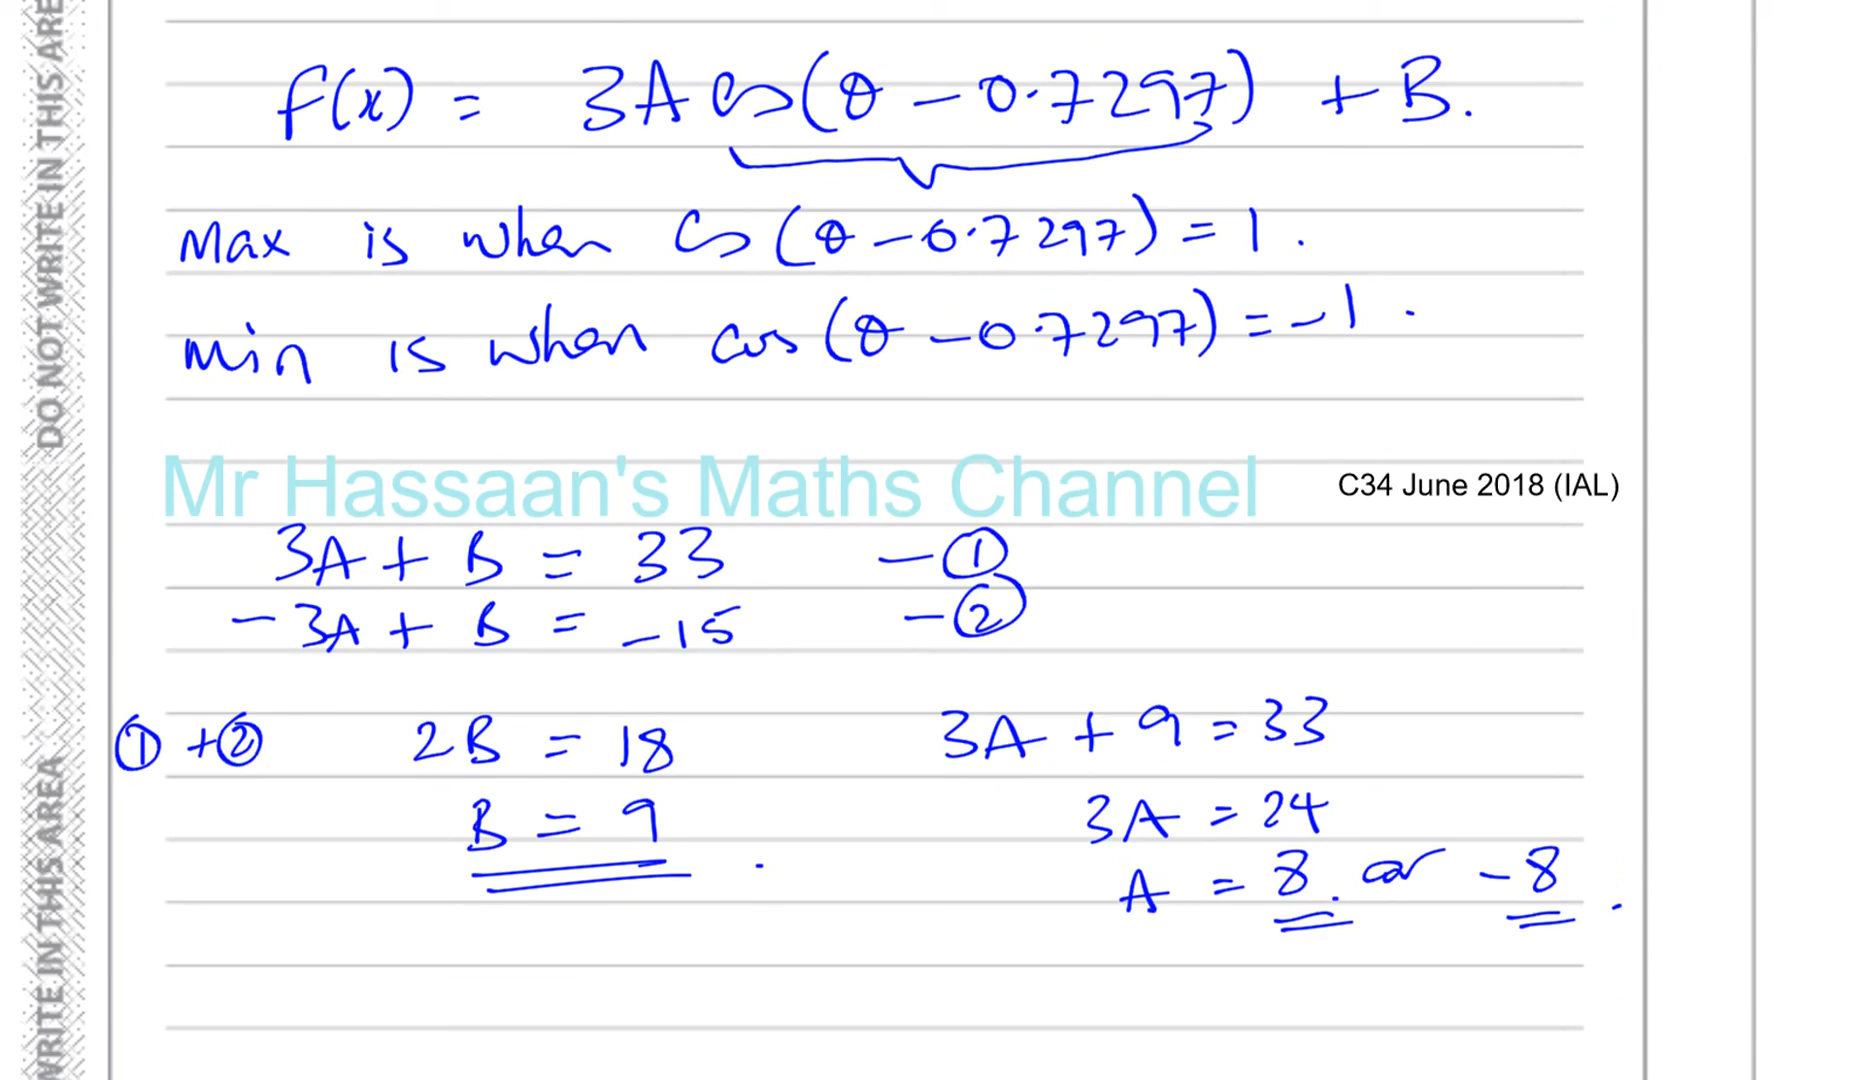 f(x) = 3A cos(θ - 0.7297) + B.
Max is when Cos(θ - 0.7297) = 1.
min is when cos(θ - 0.7297) = -1.
Mr Hassaan's Maths Channel
C34 June 2018 (IAL)
3A + B = 33 - ①
-3A + B = -15 - ②
① + ② 2B = 18 3A + 9 = 33
B = 9. 3A = 24
A = 8. or -8.
DO NOT WRITE IN THIS ARE
WRITE IN THIS AREA